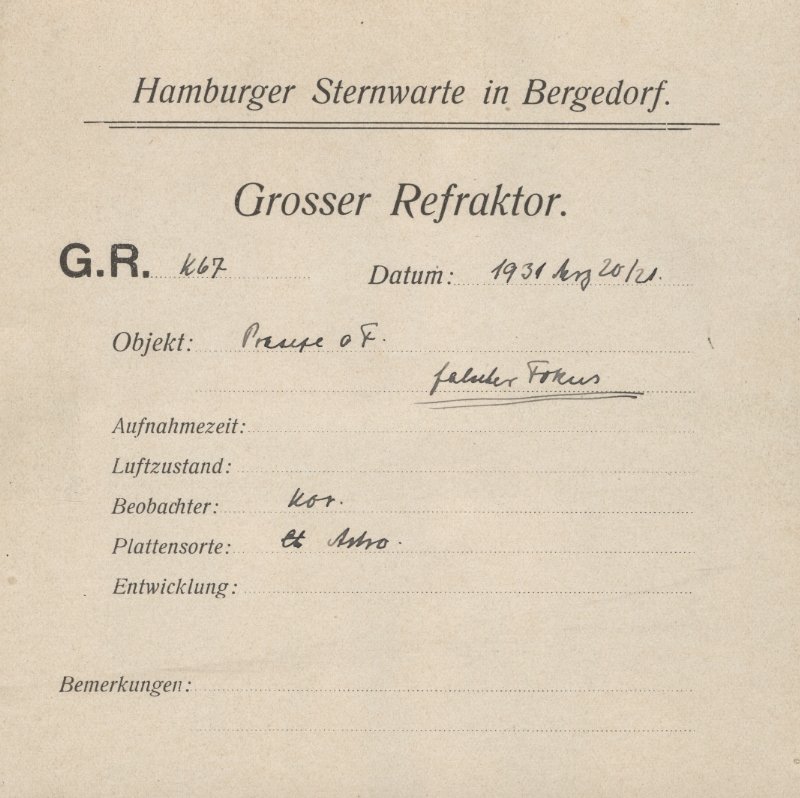 Hamburger Sternwarte in Bergedorf.
Grosser Refraktor.
G.R. K67 Datum: 1931 Mrz 20/21.
Objekt: Praesepe o F.
falscher Fokus
Aufnahmezeit:
Luftzustand:
Beobachter: Kor.
Plattensorte: Astro.
Entwicklung:
Bemerkungen: